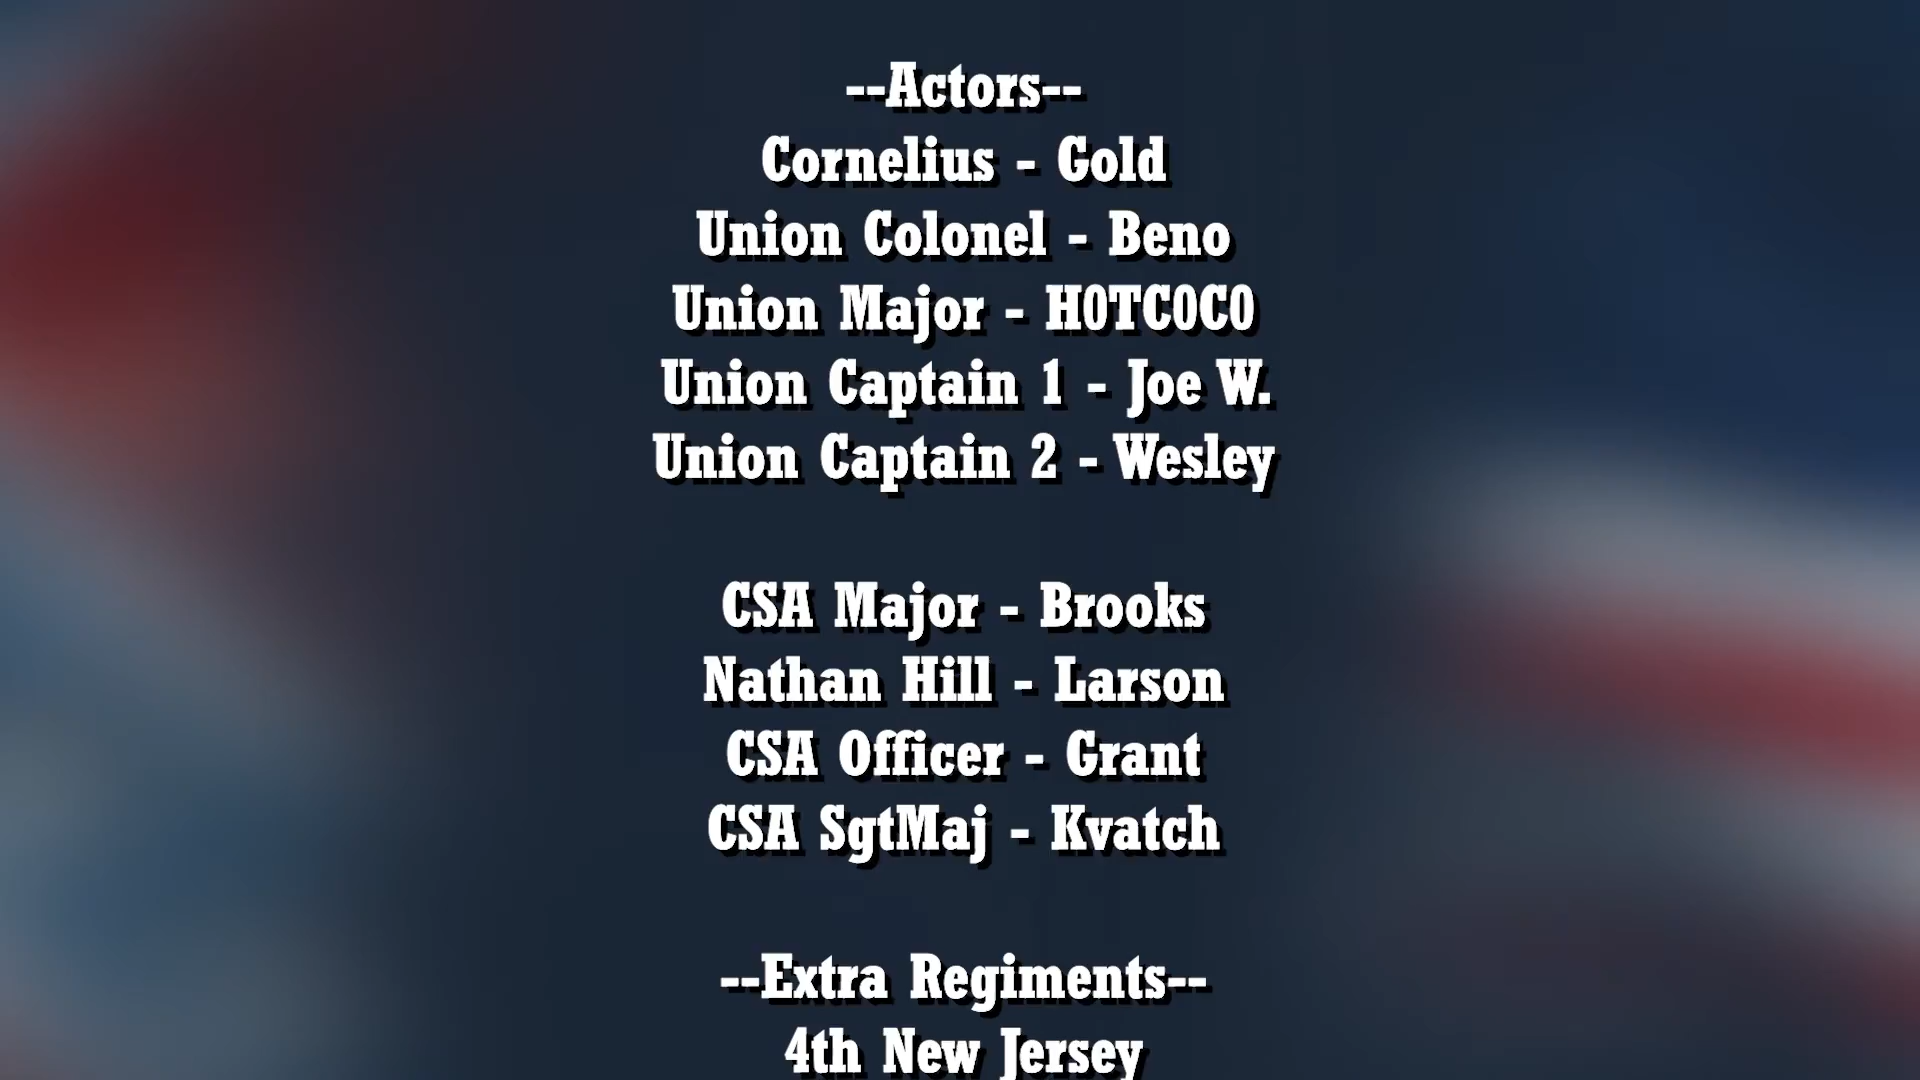 --Actors--
Cornelius - Gold
Union Colonel - Beno
Union Major - H0TC0C0
Union Captain 1 - Joe W.
Union Captain 2 - Wesley
CSA Major - Brooks
Nathan Hill - Larson
CSA Officer - Grant
CSA SgtMaj - Kvatch
--Extra Regiments--
4th New Jersey